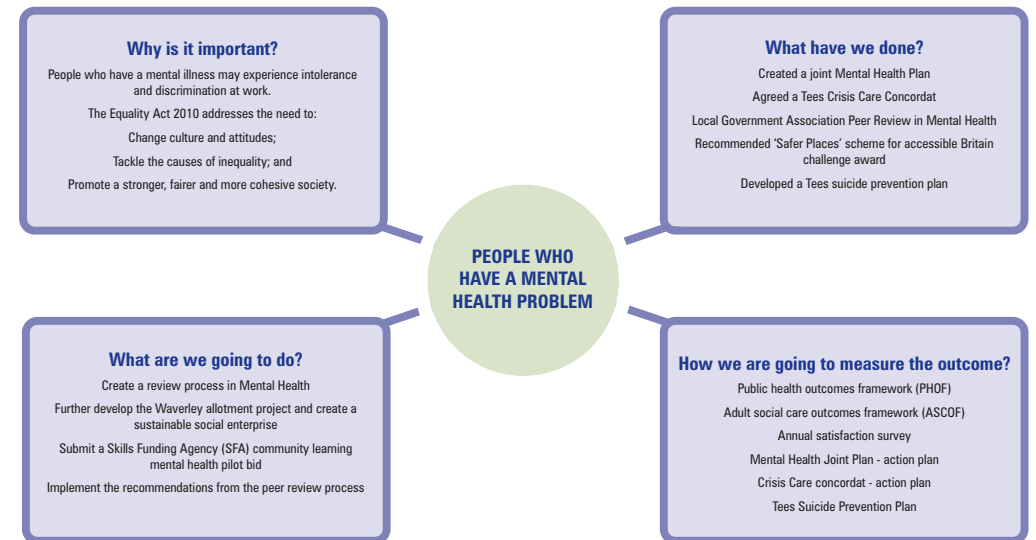 Why is it important?
People who have a mental illness may experience intolerance
and discrimination at work.
The Equality Act 2010 addresses the need to:
Change culture and attitudes;
Tackle the causes of inequality; and
Promote a stronger, fairer and more cohesive society.
What have we done?
Created a joint Mental Health Plan
Agreed a Tees Crisis Care Concordat
Local Government Association Peer Review in Mental Health
Recommended ‘Safer Places’ scheme for accessible Britain
challenge award
Developed a Tees suicide prevention plan
PEOPLE WHO
HAVE A MENTAL
HEALTH PROBLEM
What are we going to do?
Create a review process in Mental Health
Further develop the Waverley allotment project and create a
sustainable social enterprise
Submit a Skills Funding Agency (SFA) community learning
mental health pilot bid
Implement the recommendations from the peer review process
How we are going to measure the outcome?
Public health outcomes framework (PHOF)
Adult social care outcomes framework (ASCOF)
Annual satisfaction survey
Mental Health Joint Plan - action plan
Crisis Care concordat - action plan
Tees Suicide Prevention Plan